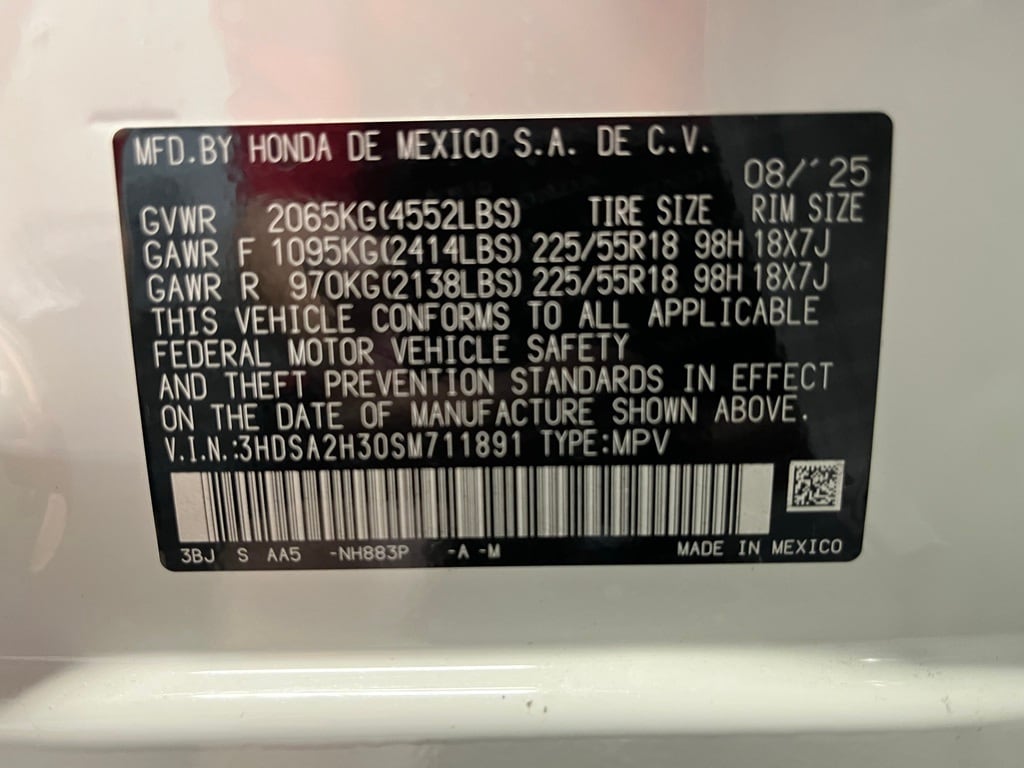 MFD.BY HONDA DE MEXICO S.A. DE C.V.
08/'25
GVWR 2065KG(4552LBS) TIRE SIZE RIM SIZE
GAWR F 1095KG(2414LBS) 225/55R18 98H 18X7J
GAWR R 970KG(2138LBS) 225/55R18 98H 18X7J
THIS VEHICLE CONFORMS TO ALL APPLICABLE
FEDERAL MOTOR VEHICLE SAFETY
AND THEFT PREVENTION STANDARDS IN EFFECT
ON THE DATE OF MANUFACTURE SHOWN ABOVE.
V.I.N.:3HDSA2H30SM711891 TYPE:MPV
3BJ S AA5 -NH883P -A -M MADE IN MEXICO